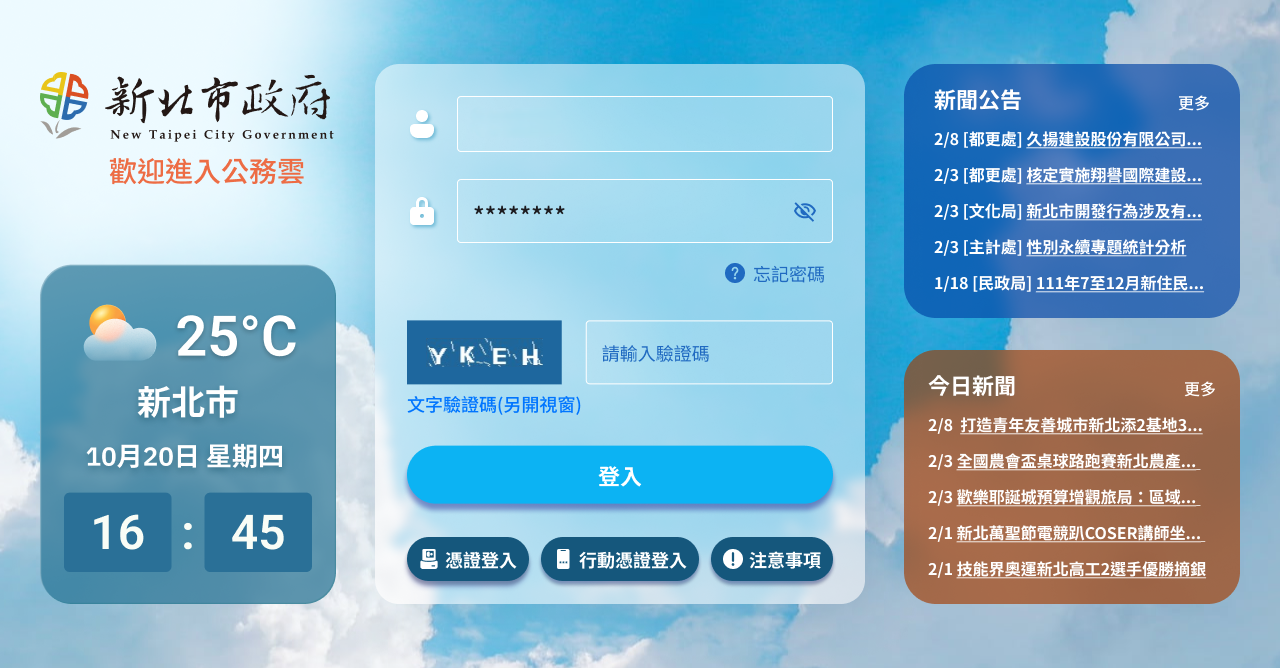 新北市政府
New Taipei City Government
歡迎進入公務雲
25°C
新北市
10月20日 星期四
16 : 45
********
忘記密碼
YKEH
請輸入驗證碼
文字驗證碼(另開視窗)
登入
憑證登入
行動憑證登入
注意事項
新聞公告
更多
2/8 [都更處] 久揚建設股份有限公司...
2/3 [都更處] 核定實施翔譽國際建設...
2/3 [文化局] 新北市開發行為涉及有...
2/3 [主計處] 性別永續專題統計分析
1/18 [民政局] 111年7至12月新住民...
今日新聞
更多
2/8 打造青年友善城市新北添2基地3...
2/3 全國農會盃桌球路跑賽新北農產...
2/3 歡樂耶誕城預算增觀旅局：區域...
2/1 新北萬聖節電競趴COSER講師坐...
2/1 技能界奧運新北高工2選手優勝摘銀